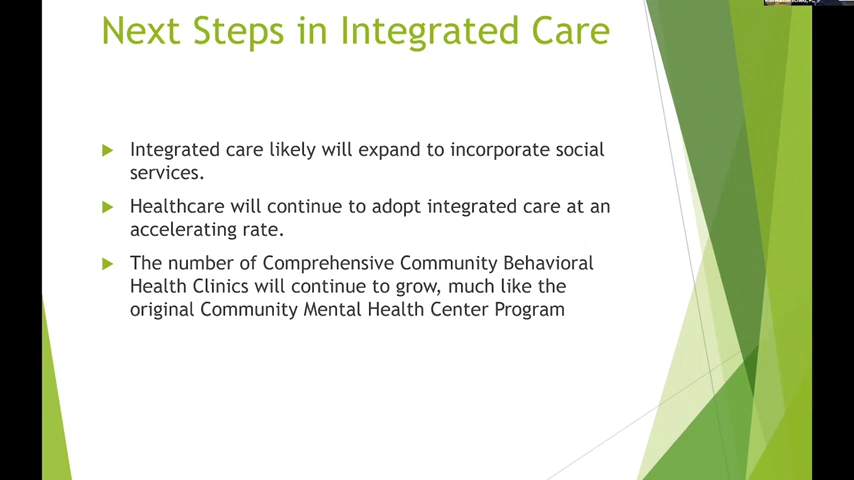 Next Steps in Integrated Care
Integrated care likely will expand to incorporate social
services.
Healthcare will continue to adopt integrated care at an
accelerating rate.
The number of Comprehensive Community Behavioral
Health Clinics will continue to grow, much like the
original Community Mental Health Center Program